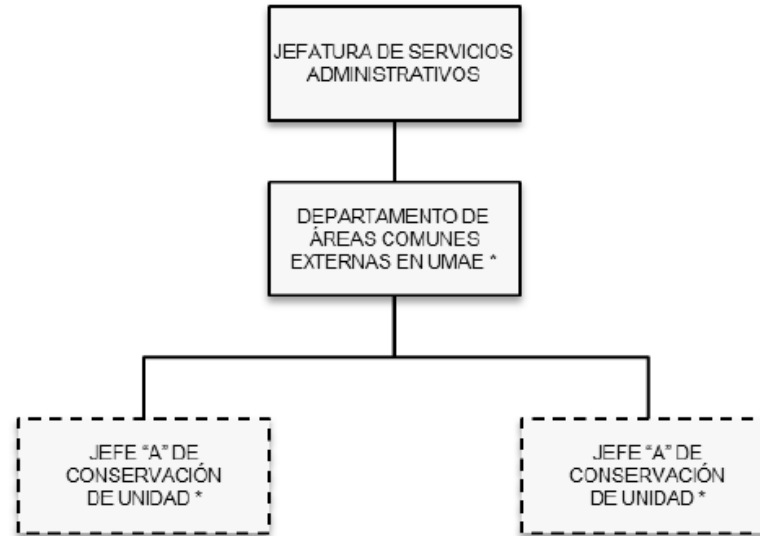 JEFATURA DE SERVICIOS
ADMINISTRATIVOS
DEPARTAMENTO DE
ÁREAS COMUNES
EXTERNAS EN UMAE *
JEFE “A” DE
CONSERVACIÓN
DE UNIDAD *
JEFE “A” DE
CONSERVACIÓN
DE UNIDAD *